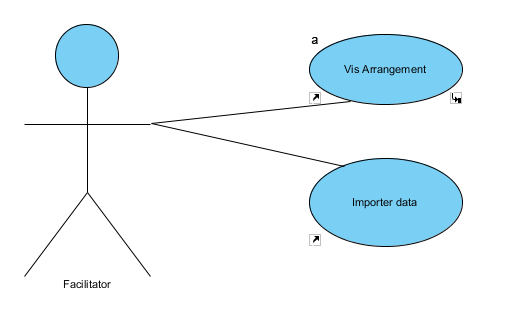 a
Vis Arrangement
Importer data
Facilitator